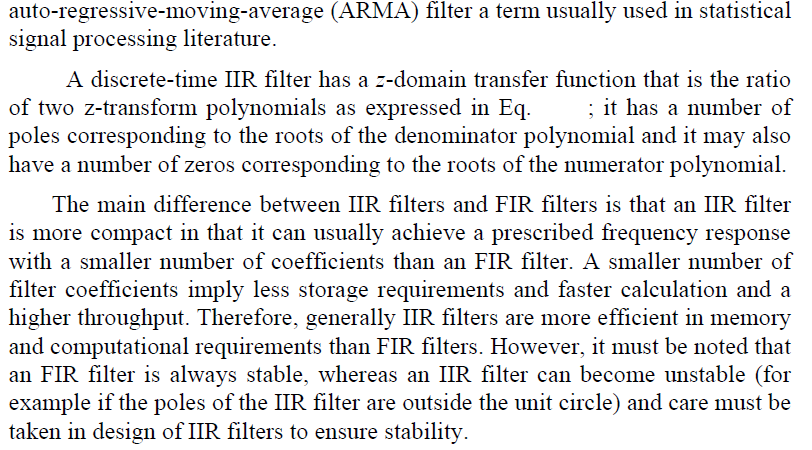 auto-regressive-moving-average (ARMA) filter a term usually used in statistical
signal processing literature.
A discrete-time IIR filter has a z-domain transfer function that is the ratio
of two z-transform polynomials as expressed in Eq. ; it has a number of
poles corresponding to the roots of the denominator polynomial and it may also
have a number of zeros corresponding to the roots of the numerator polynomial.
The main difference between IIR filters and FIR filters is that an IIR filter
is more compact in that it can usually achieve a prescribed frequency response
with a smaller number of coefficients than an FIR filter. A smaller number of
filter coefficients imply less storage requirements and faster calculation and a
higher throughput. Therefore, generally IIR filters are more efficient in memory
and computational requirements than FIR filters. However, it must be noted that
an FIR filter is always stable, whereas an IIR filter can become unstable (for
example if the poles of the IIR filter are outside the unit circle) and care must be
taken in design of IIR filters to ensure stability.